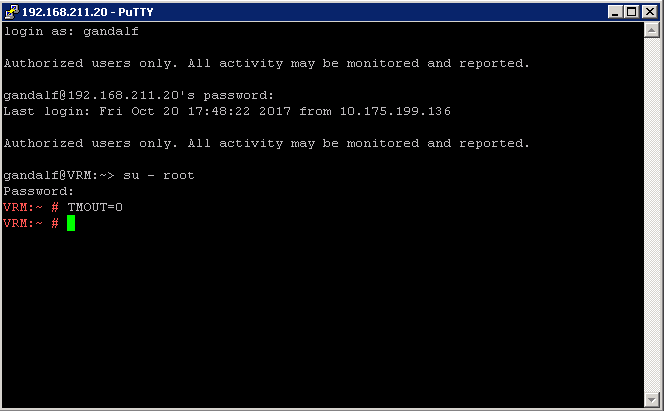 192.168.211.20 - PuTTY
login as: gandalf
Authorized users only. All activity may be monitored and reported.
gandalf@192.168.211.20's password:
Last login: Fri Oct 20 17:48:22 2017 from 10.175.199.136
Authorized users only. All activity may be monitored and reported.
gandalf@VRM:~> su - root
Password:
VRM:~ # TMOUT=0
VRM:~ #